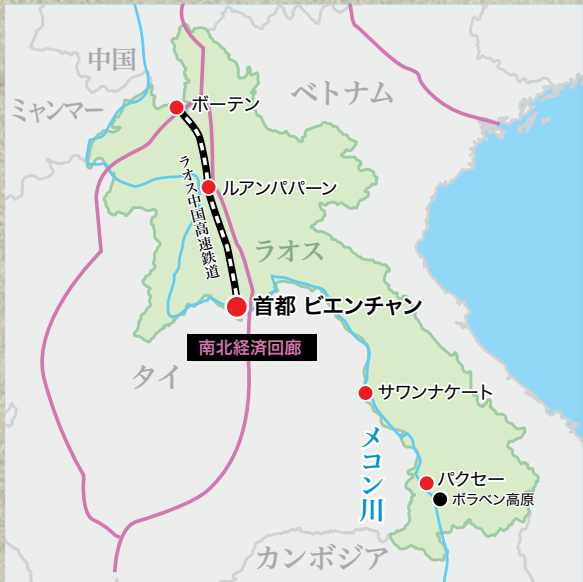 中国
ベトナム
ミャンマー
ボーテン
ルアンパパーン
ラオス中国高速鉄道
ラオス
首都 ビエンチャン
南北経済回廊
タイ
サワンナケート
メコン川
パクセー
ボラベン高原
カンボジア